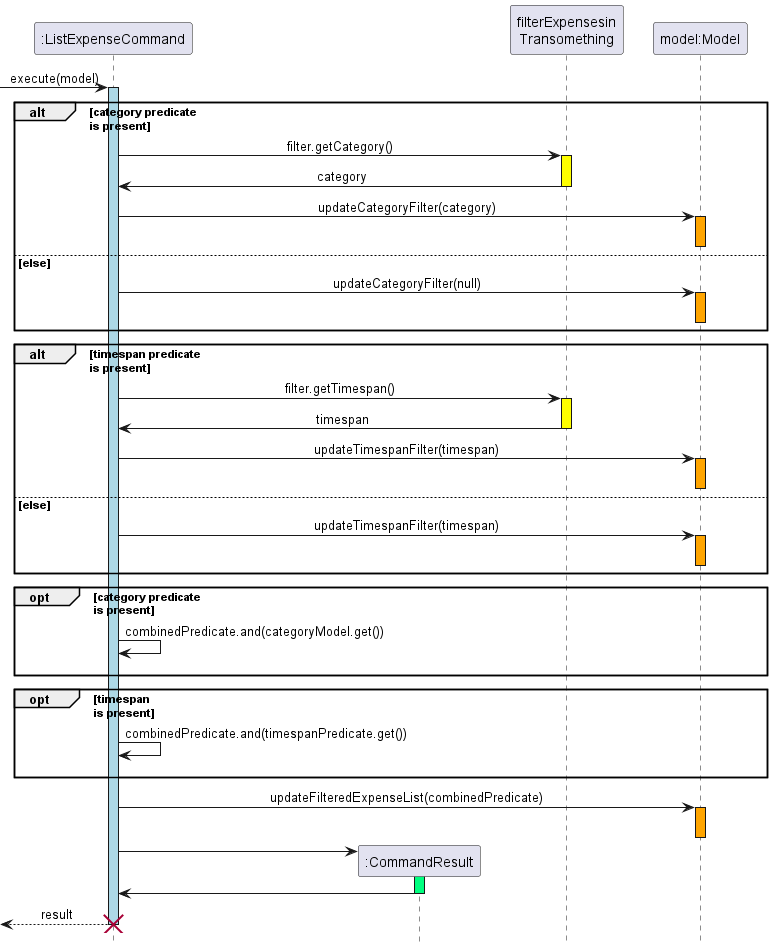 :ListExpenseCommand
filterExpensesin
Transomething
model:Model
execute(model)
alt
[category predicate
is present]
filter.getCategory()
category
updateCategoryFilter(category)
[else]
updateCategoryFilter(null)
alt
[timespan predicate
is present]
filter.getTimespan()
timespan
updateTimespanFilter(timespan)
[else]
updateTimespanFilter(timespan)
opt
[category predicate
is present]
combinedPredicate.and(categoryModel.get())
opt
[timespan
is present]
combinedPredicate.and(timespanPredicate.get())
updateFilteredExpenseList(combinedPredicate)
:CommandResult
result